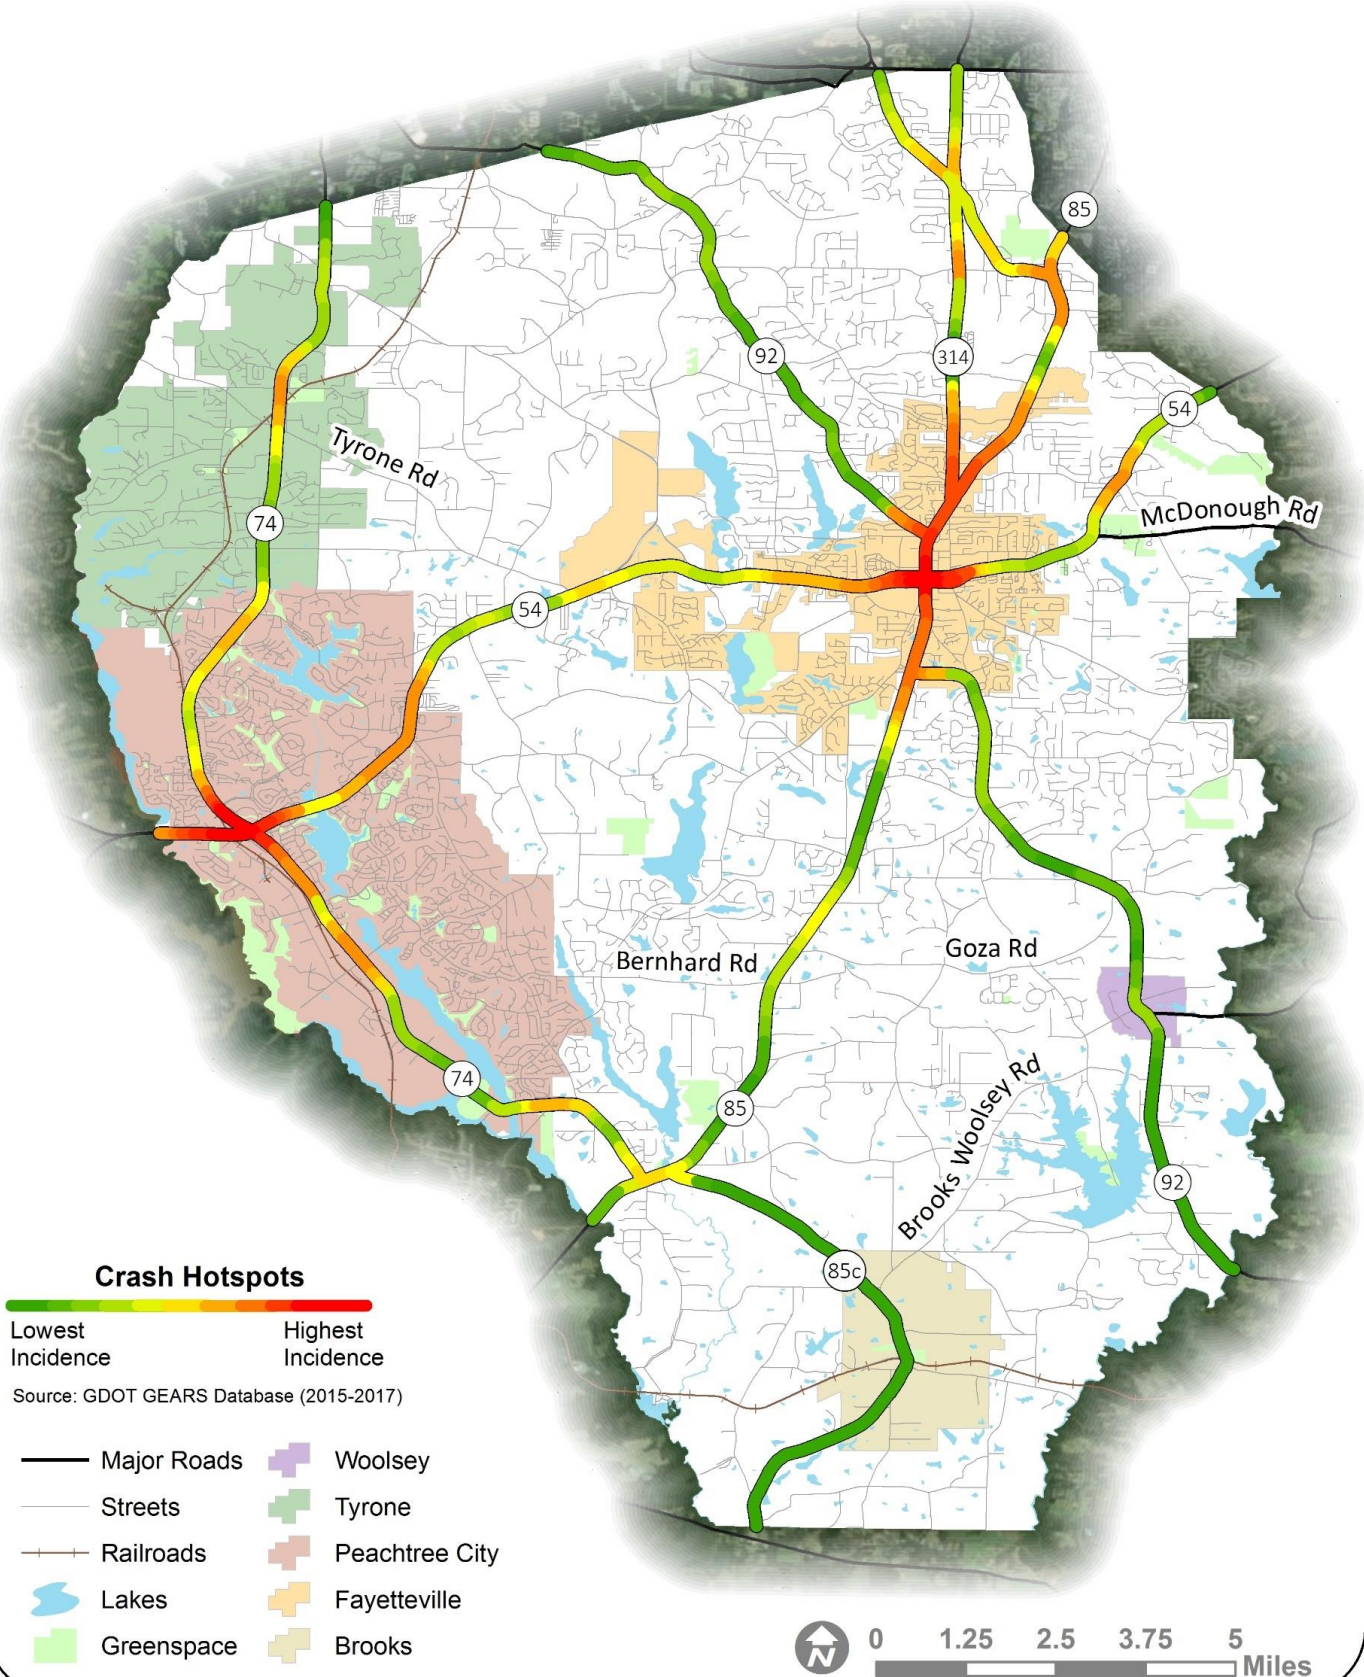 85
92
314
54
Tyrone Rd
McDonough Rd
74
54
Bernhard Rd
Goza Rd
74
85
Brooks Woolsey Rd
92
85c
Crash Hotspots
Lowest
Incidence
Highest
Incidence
Source: GDOT GEARS Database (2015-2017)
Major Roads
Streets
Railroads
Lakes
Greenspace
Woolsey
Tyrone
Peachtree City
Fayetteville
Brooks
N
0 1.25 2.5 3.75 5
Miles